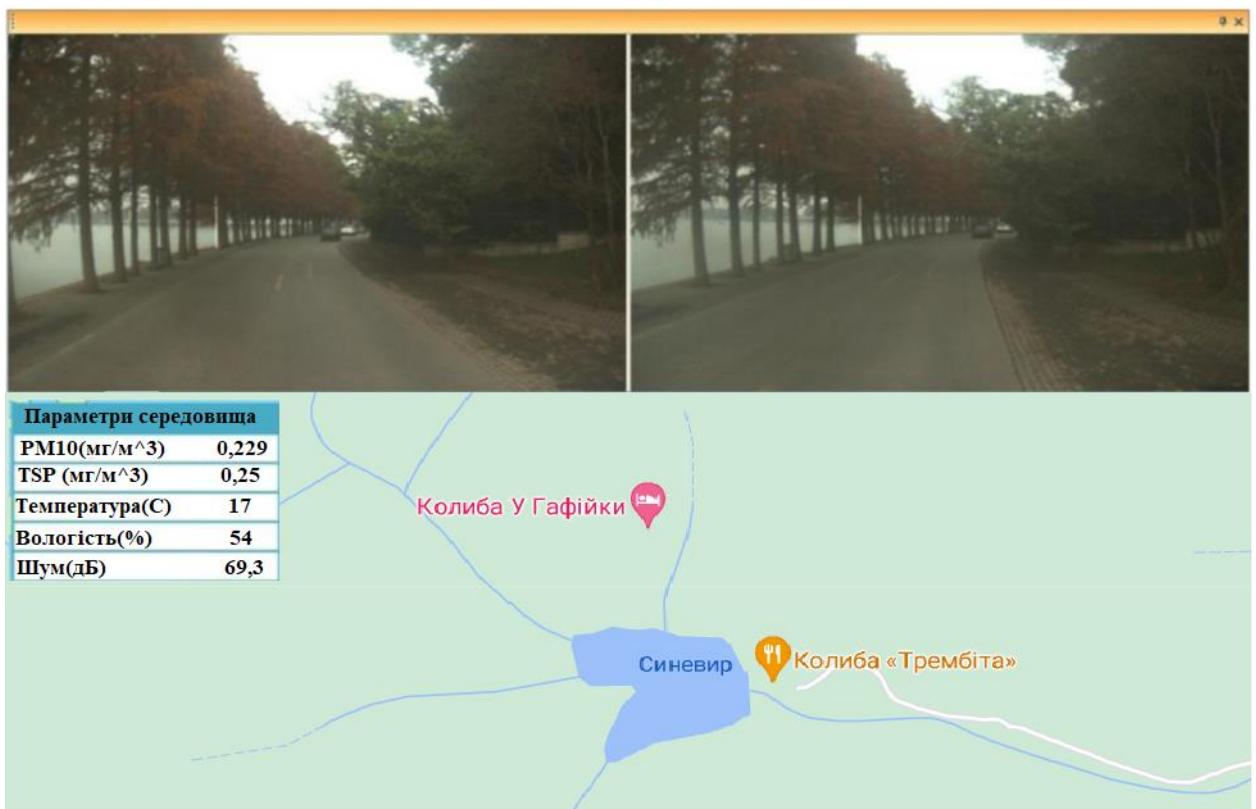 Параметри середовища
PM10(мг/м^3) 0,229
TSP (мг/м^3) 0,25
Температура(С) 17
Вологість(%) 54
Шум(дБ) 69,3
Колиба У Гафійки
Синевир
Колиба «Трембіта»